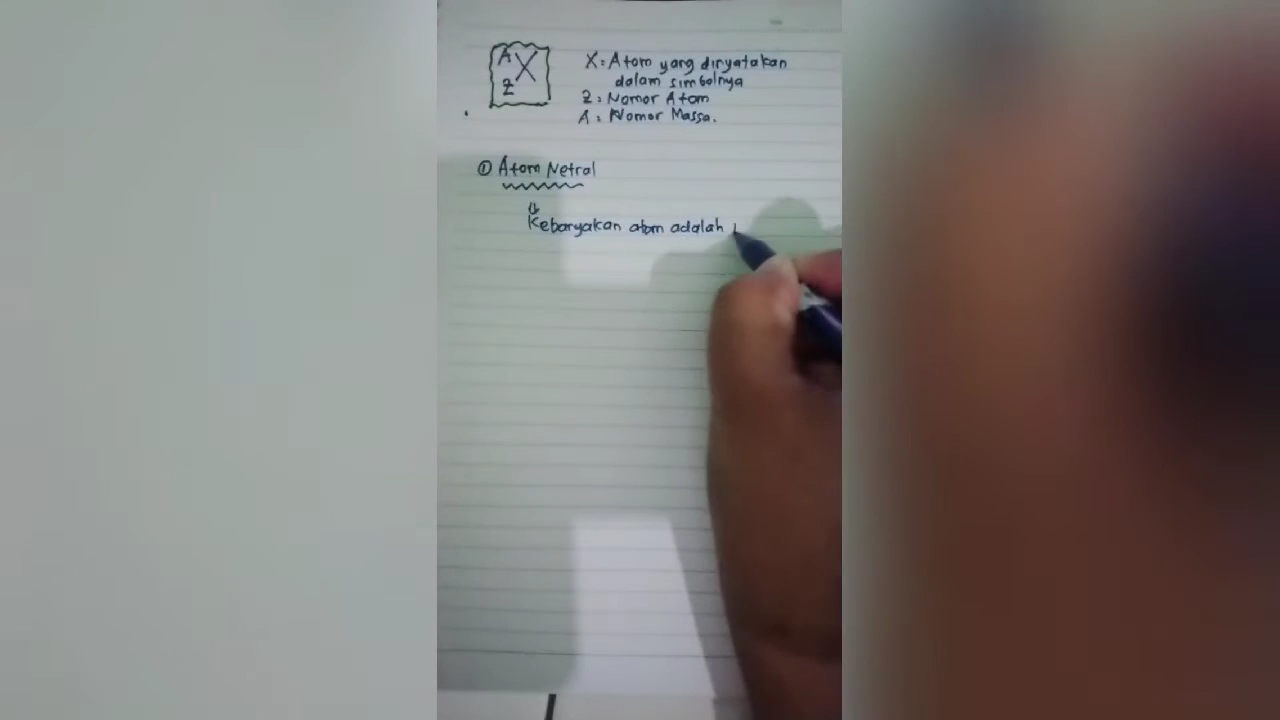 A X
Z
X = Atom yang dinyatakan
dalam simbolnya
Z = Nomor Atom
A = Nomor Massa.
① Atom Netral
Kebanyakan atom adalah